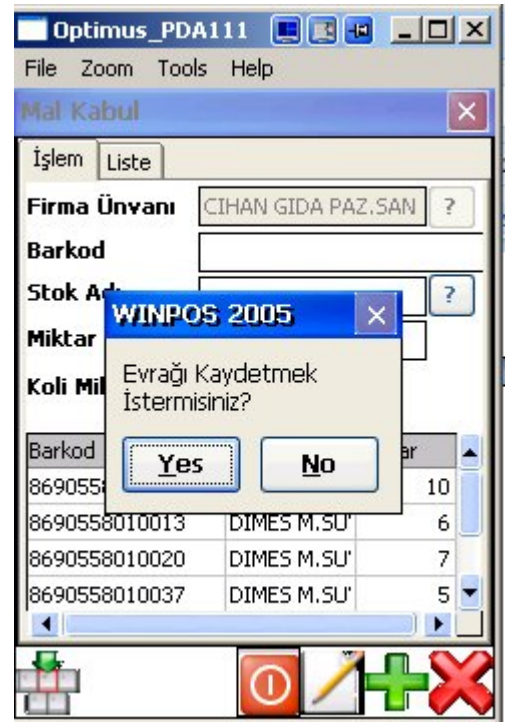 Optimus_PDA111
File Zoom Tools Help
Mal Kabul
İşlem Liste
Firma Ünvanı CIHAN GIDA PAZ.SAN ?
Barkod
Stok ?
WINPOS 2005
Miktar
Evrağı Kaydetmek
İstermisiniz?
Koli
Yes No
Barkod
10
8690558010013 DIMES M.SU' 6
8690558010020 DIMES M.SU' 7
8690558010037 DIMES M.SU' 5